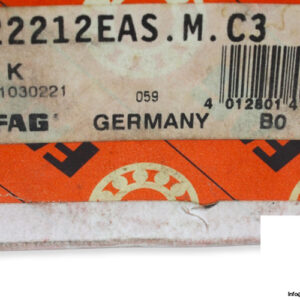 22212EAS.M.C3
K
1030221
059
4 012801 4
FAG
GERMANY
B0